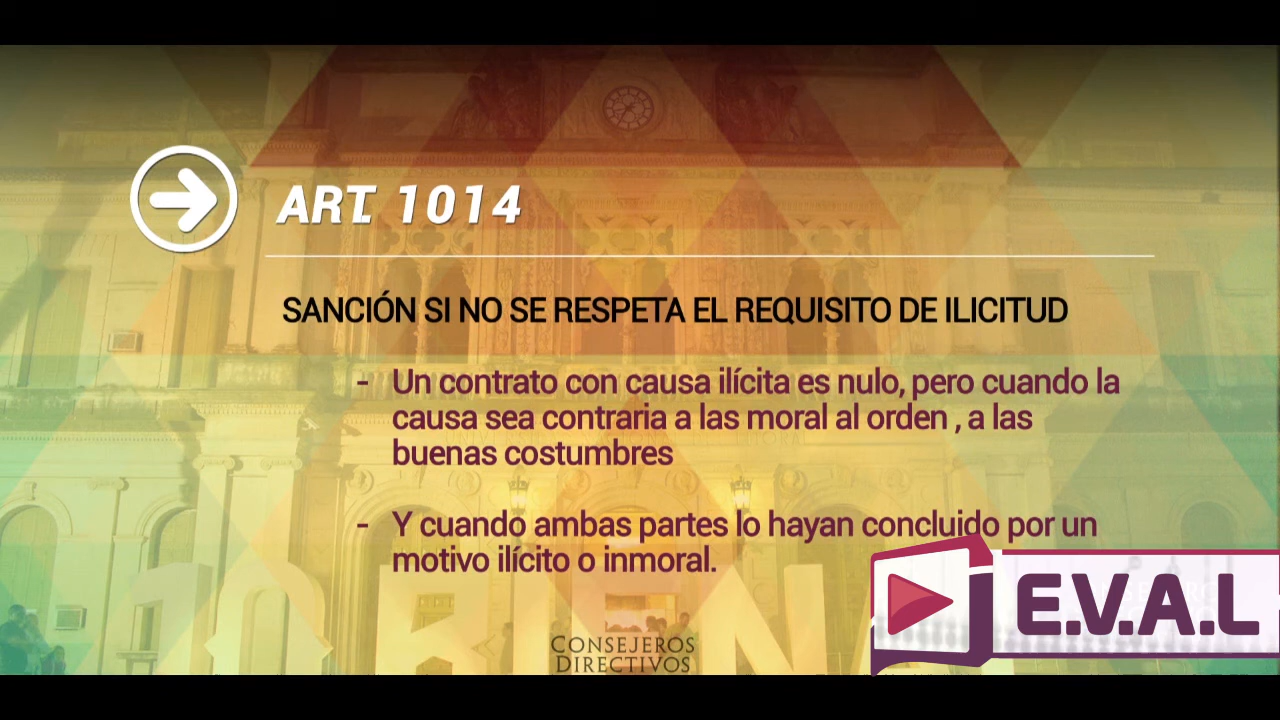 ART. 1014
SANCIÓN SI NO SE RESPETA EL REQUISITO DE ILICITUD
- Un contrato con causa ilícita es nulo, pero cuando la
causa sea contraria a las moral al orden , a las
buenas costumbres
- Y cuando ambas partes lo hayan concluido por un
motivo ilícito o inmoral.
E.V.A.L
CONSEJEROS
DIRECTIVOS